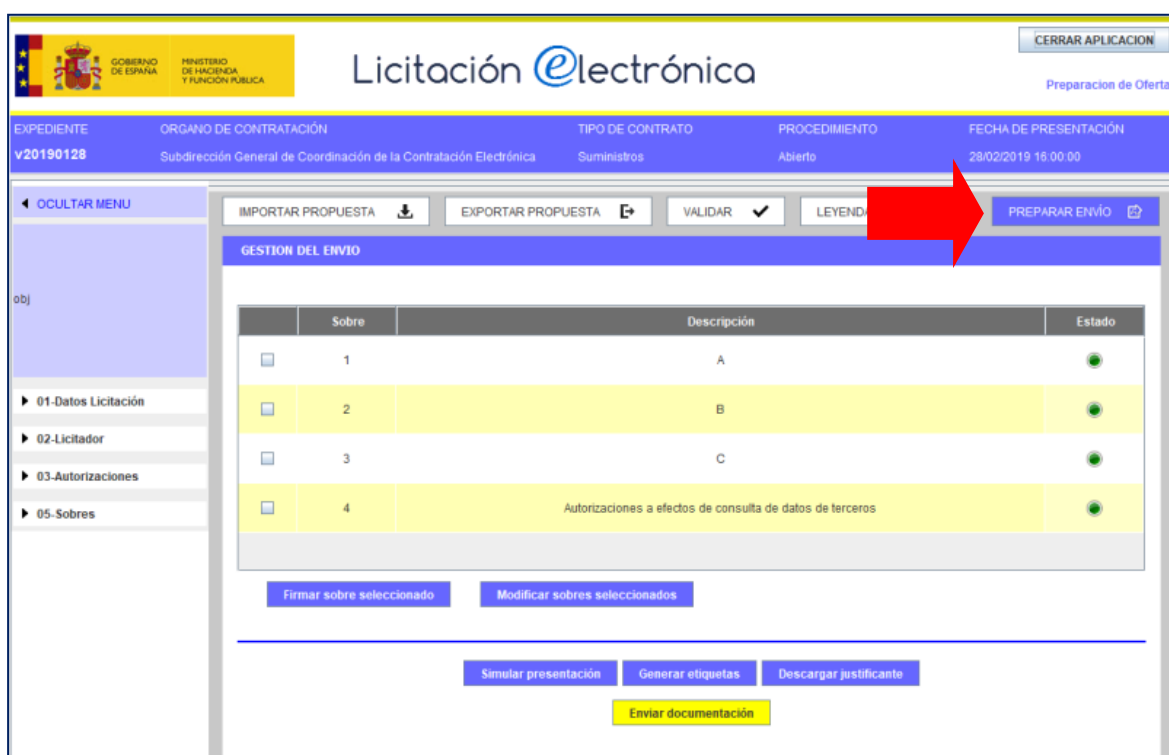 GOBIERNO
DE ESPAÑA
MINISTERIO
DE HACIENDA
Y FUNCIÓN PÚBLICA
Licitación electrónica
CERRAR APLICACION
Preparacion de Oferta
EXPEDIENTE ORGANO DE CONTRATACIÓN TIPO DE CONTRATO PROCEDIMIENTO FECHA DE PRESENTACIÓN
v20190128 Subdirección General de Coordinación de la Contratación Electrónica Suministros Abierto 28/02/2019 16:00:00
OCULTAR MENU
IMPORTAR PROPUESTA EXPORTAR PROPUESTA VALIDAR LEYENDA PREPARAR ENVÍO
GESTION DEL ENVIO
obj
Sobre Descripción Estado
1 A
2 B
3 C
4 Autorizaciones a efectos de consulta de datos de terceros
01-Datos Licitación
02-Licitador
03-Autorizaciones
05-Sobres
Firmar sobre seleccionado Modificar sobres seleccionados
Simular presentación Generar etiquetas Descargar justificante
Enviar documentación